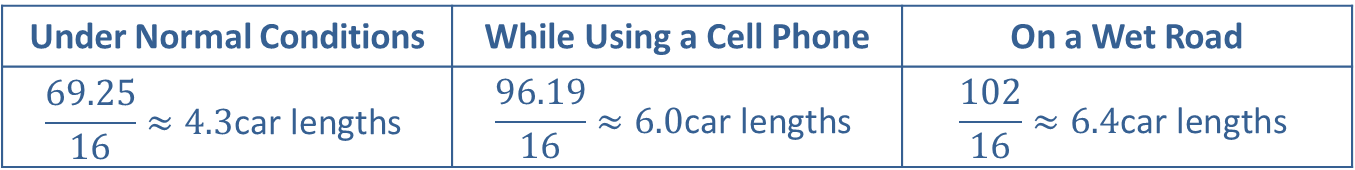 Under Normal Conditions While Using a Cell Phone On a Wet Road
69.25/16 ≈ 4.3car lengths 96.19/16 ≈ 6.0car lengths 102/16 ≈ 6.4car lengths